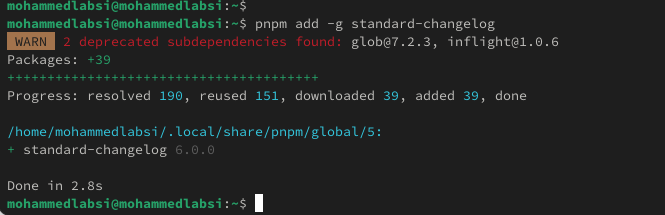 mohammedlabsi@mohammedlabsi:~$
mohammedlabsi@mohammedlabsi:~$ pnpm add -g standard-changelog
WARN 2 deprecated subdependencies found: glob@7.2.3, inflight@1.0.6
Packages: +39
+++++++++++++++++++++++++++++++++++++++
Progress: resolved 190, reused 151, downloaded 39, added 39, done
/home/mohammedlabsi/.local/share/pnpm/global/5:
+ standard-changelog 6.0.0
Done in 2.8s
mohammedlabsi@mohammedlabsi:~$